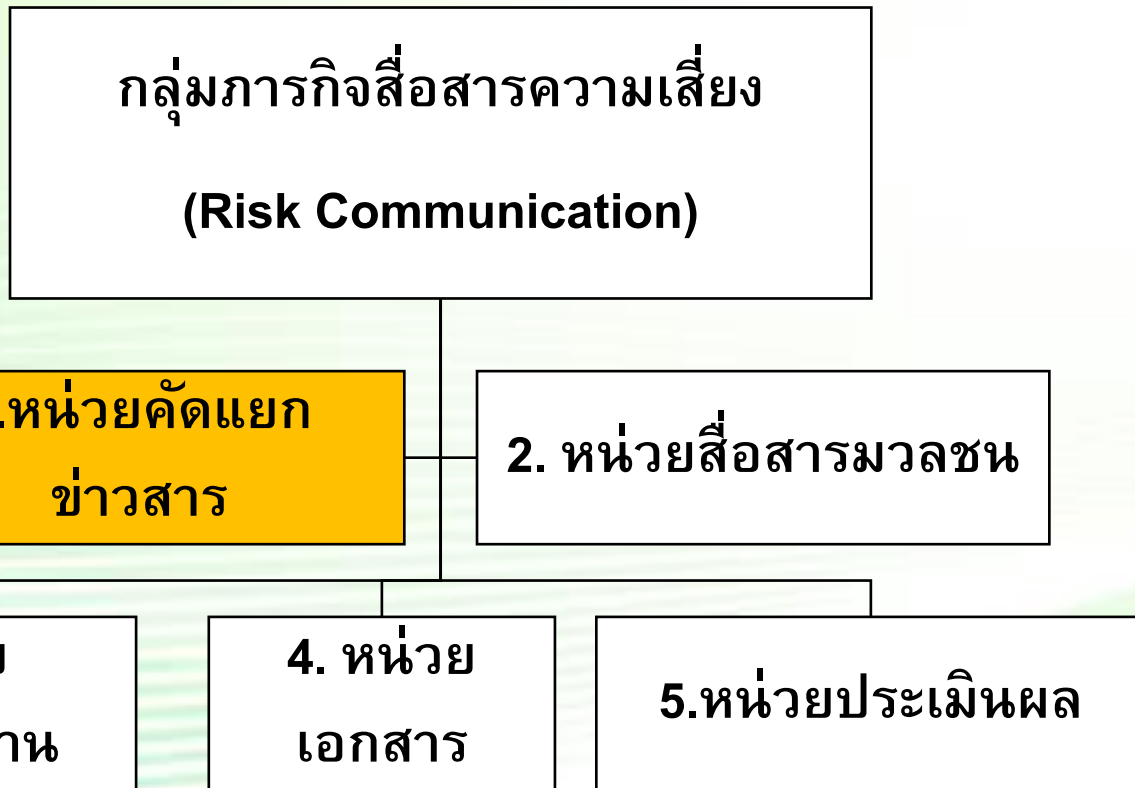 กลุ่มภารกิจสื่อสารความเสี่ยง
(Risk Communication)
.หน่วยคัดแยก
ข่าวสาร
2. หน่วยสื่อสารมวลชน
4. หน่วย
เอกสาร
5.หน่วยประเมินผล